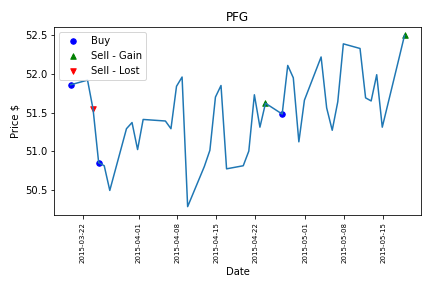 PFG
Buy
Sell - Gain
Sell - Lost
Price $
52.5
52.0
51.5
51.0
50.5
2015-03-22
2015-04-01
2015-04-08
2015-04-15
2015-04-22
2015-05-01
2015-05-08
2015-05-15
Date